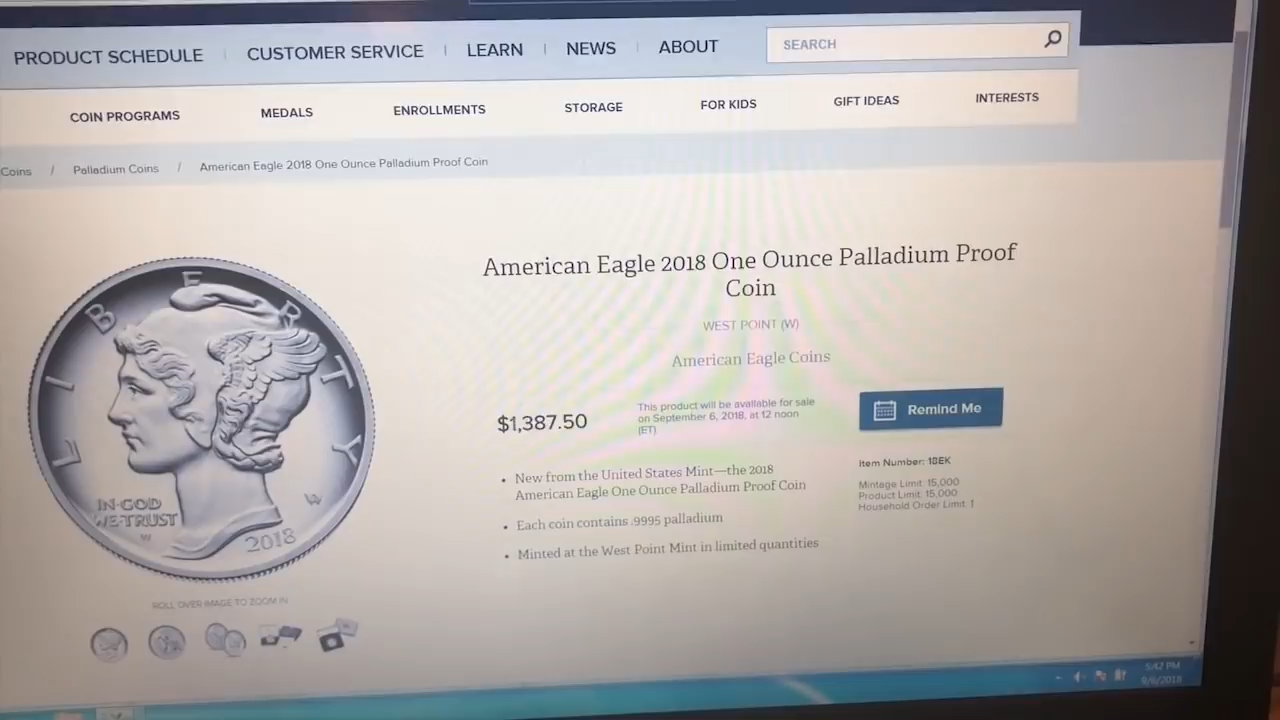 PRODUCT SCHEDULE CUSTOMER SERVICE LEARN NEWS ABOUT SEARCH
COIN PROGRAMS MEDALS ENROLLMENTS STORAGE FOR KIDS GIFT IDEAS INTERESTS
Coins / Palladium Coins / American Eagle 2018 One Ounce Palladium Proof Coin
LIBERTY
IN·GOD
WE·TRUST
W
2018
ROLL OVER IMAGE TO ZOOM IN
American Eagle 2018 One Ounce Palladium Proof
Coin
WEST POINT (W)
American Eagle Coins
$1,387.50
This product will be available for sale
on September 6, 2018, at 12 noon
(ET)
Remind Me
• New from the United States Mint—the 2018
American Eagle One Ounce Palladium Proof Coin
• Each coin contains .9995 palladium
• Minted at the West Point Mint in limited quantities
Item Number: 18EK
Mintage Limit: 15,000
Product Limit: 15,000
Household Order Limit: 1
5:47 PM